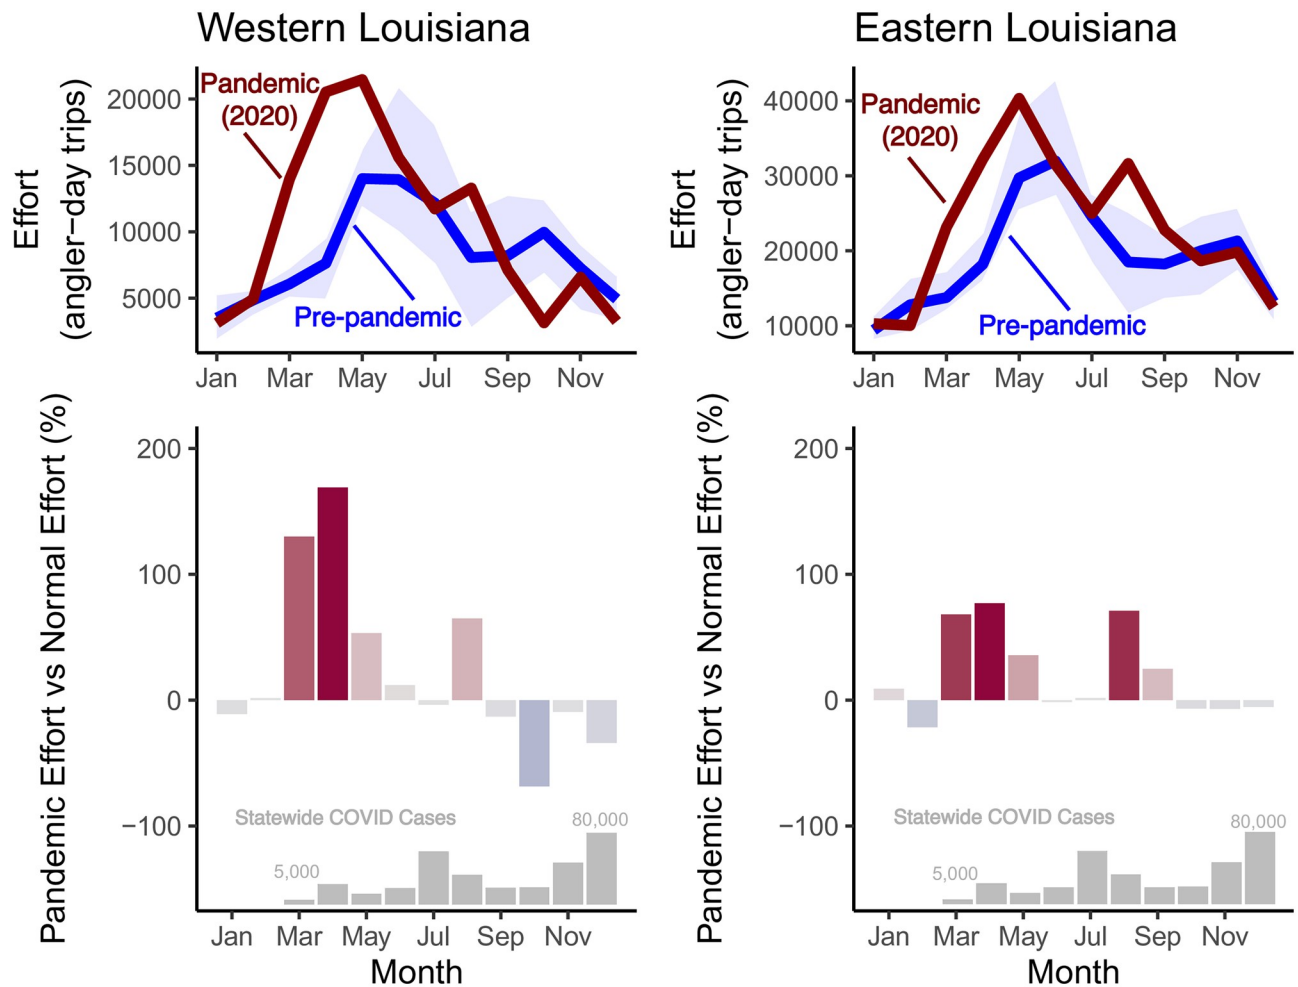 Western Louisiana
Effort
(angler−day trips)
20000
15000
10000
5000
Pandemic
(2020)
Pre-pandemic
Jan Mar May Jul Sep Nov
Eastern Louisiana
Effort
(angler−day trips)
40000
30000
20000
10000
Pandemic
(2020)
Pre-pandemic
Jan Mar May Jul Sep Nov
Pandemic Effort vs Normal Effort (%)
200
100
0
−100
Statewide COVID Cases
5,000
80,000
Jan Mar May Jul Sep Nov
Month
Pandemic Effort vs Normal Effort (%)
200
100
0
−100
Statewide COVID Cases
5,000
80,000
Jan Mar May Jul Sep Nov
Month